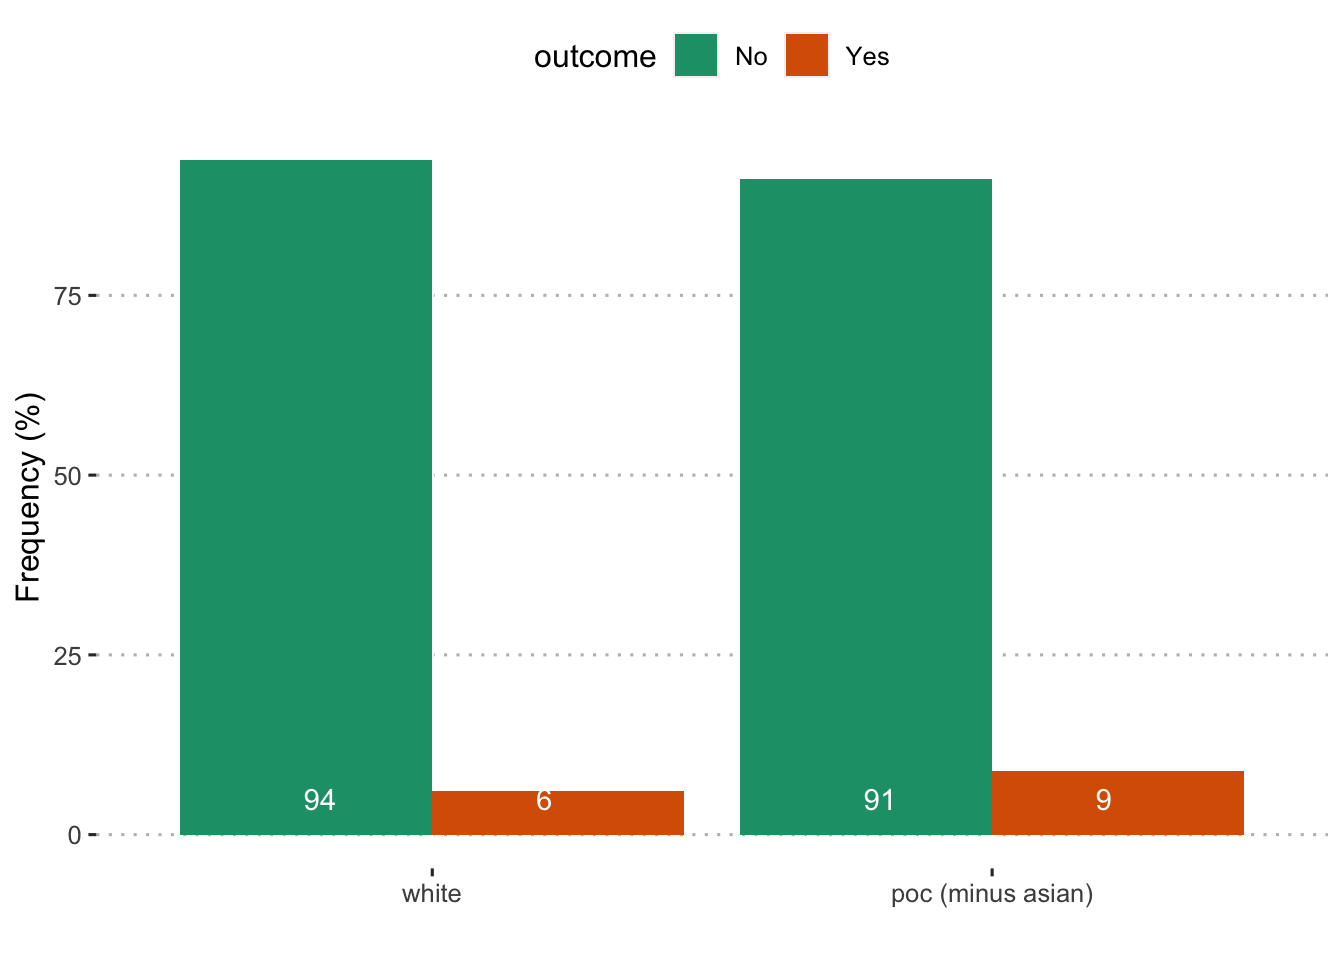 outcome No Yes
Frequency (%)
75
50
25
0
94 6 91 9
white poc (minus asian)